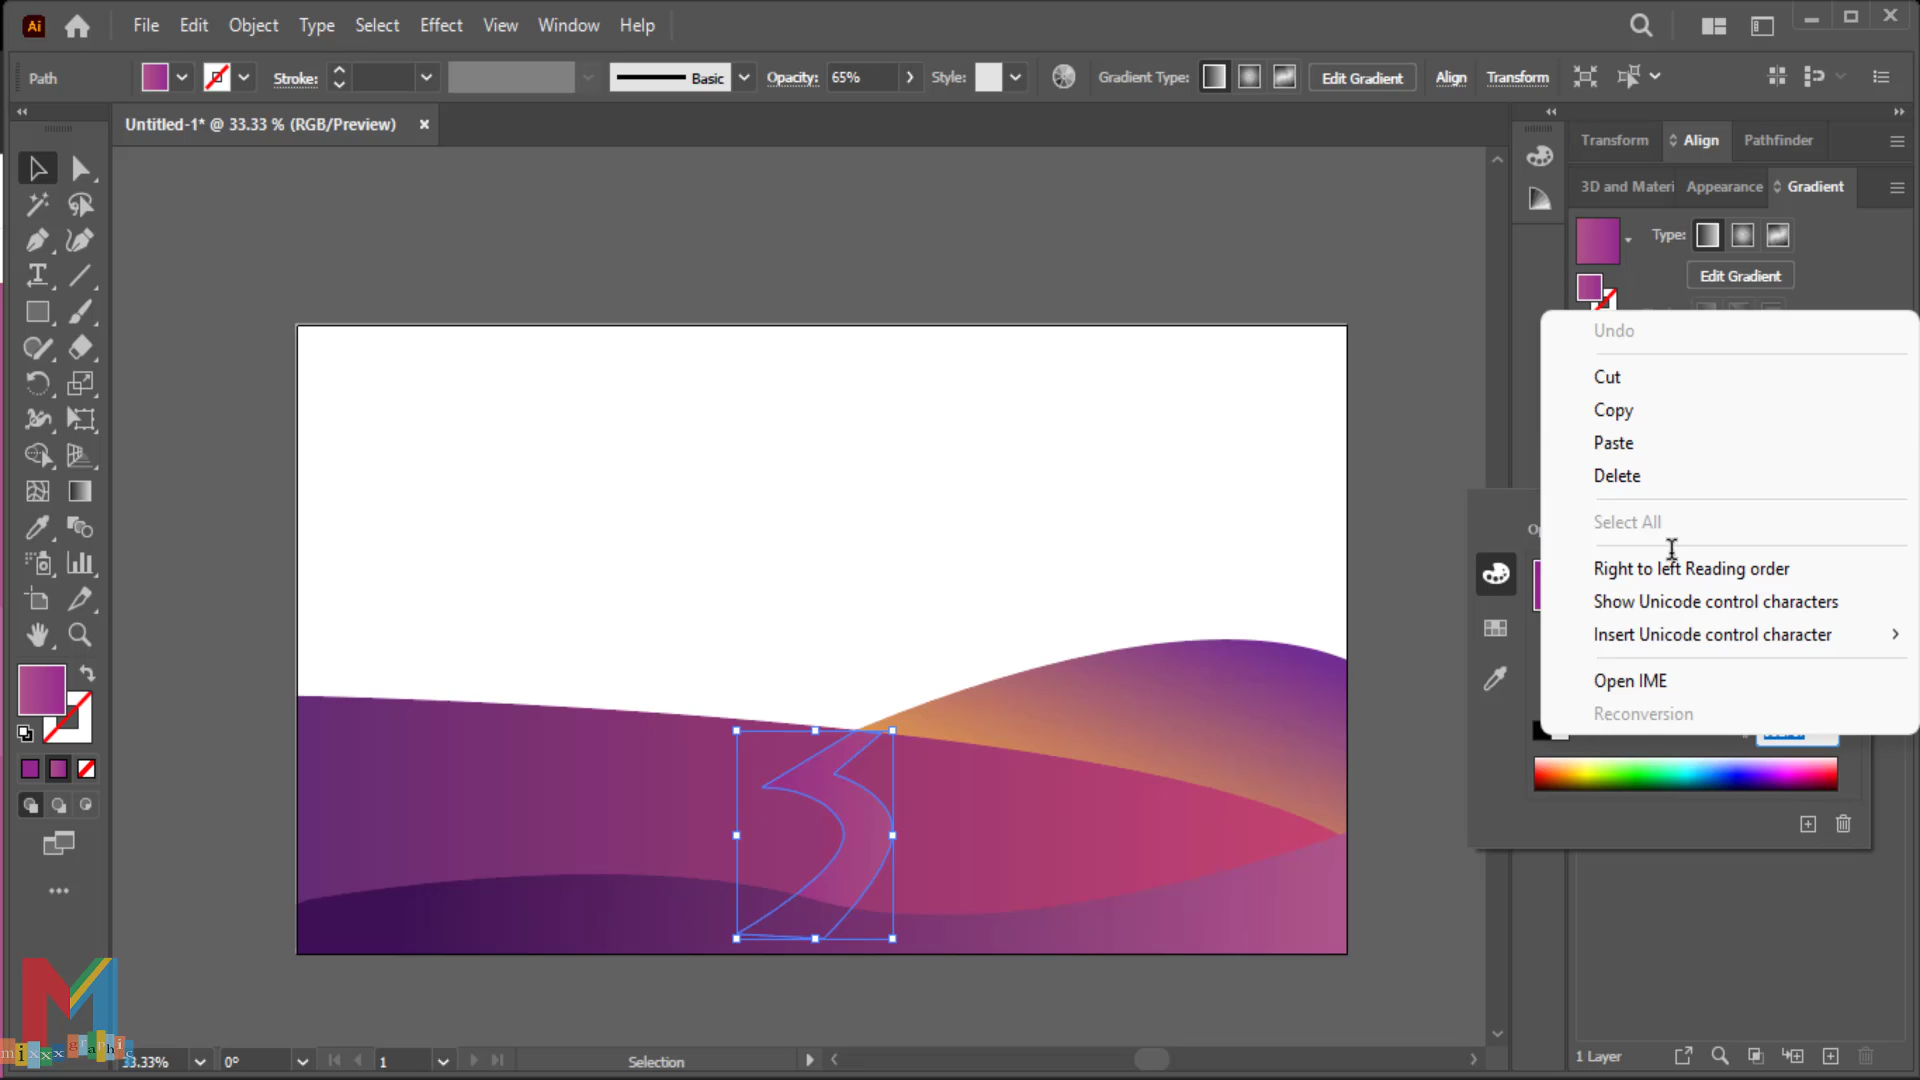 Ai File Edit Object Type Select Effect View Window Help
Path Stroke: Basic Opacity: 65% Style: Gradient Type: Edit Gradient Align Transform
Untitled-1* @ 33.33 % (RGB/Preview)
Transform Align Pathfinder
3D and Materi Appearance Gradient
Type:
Edit Gradient
Undo
Cut
Copy
Paste
Delete
Select All
Right to left Reading order
Show Unicode control characters
Insert Unicode control character
Open IME
Reconversion
M
mixxxgraphic
33.33% 0° 1 Selection
1 Layer